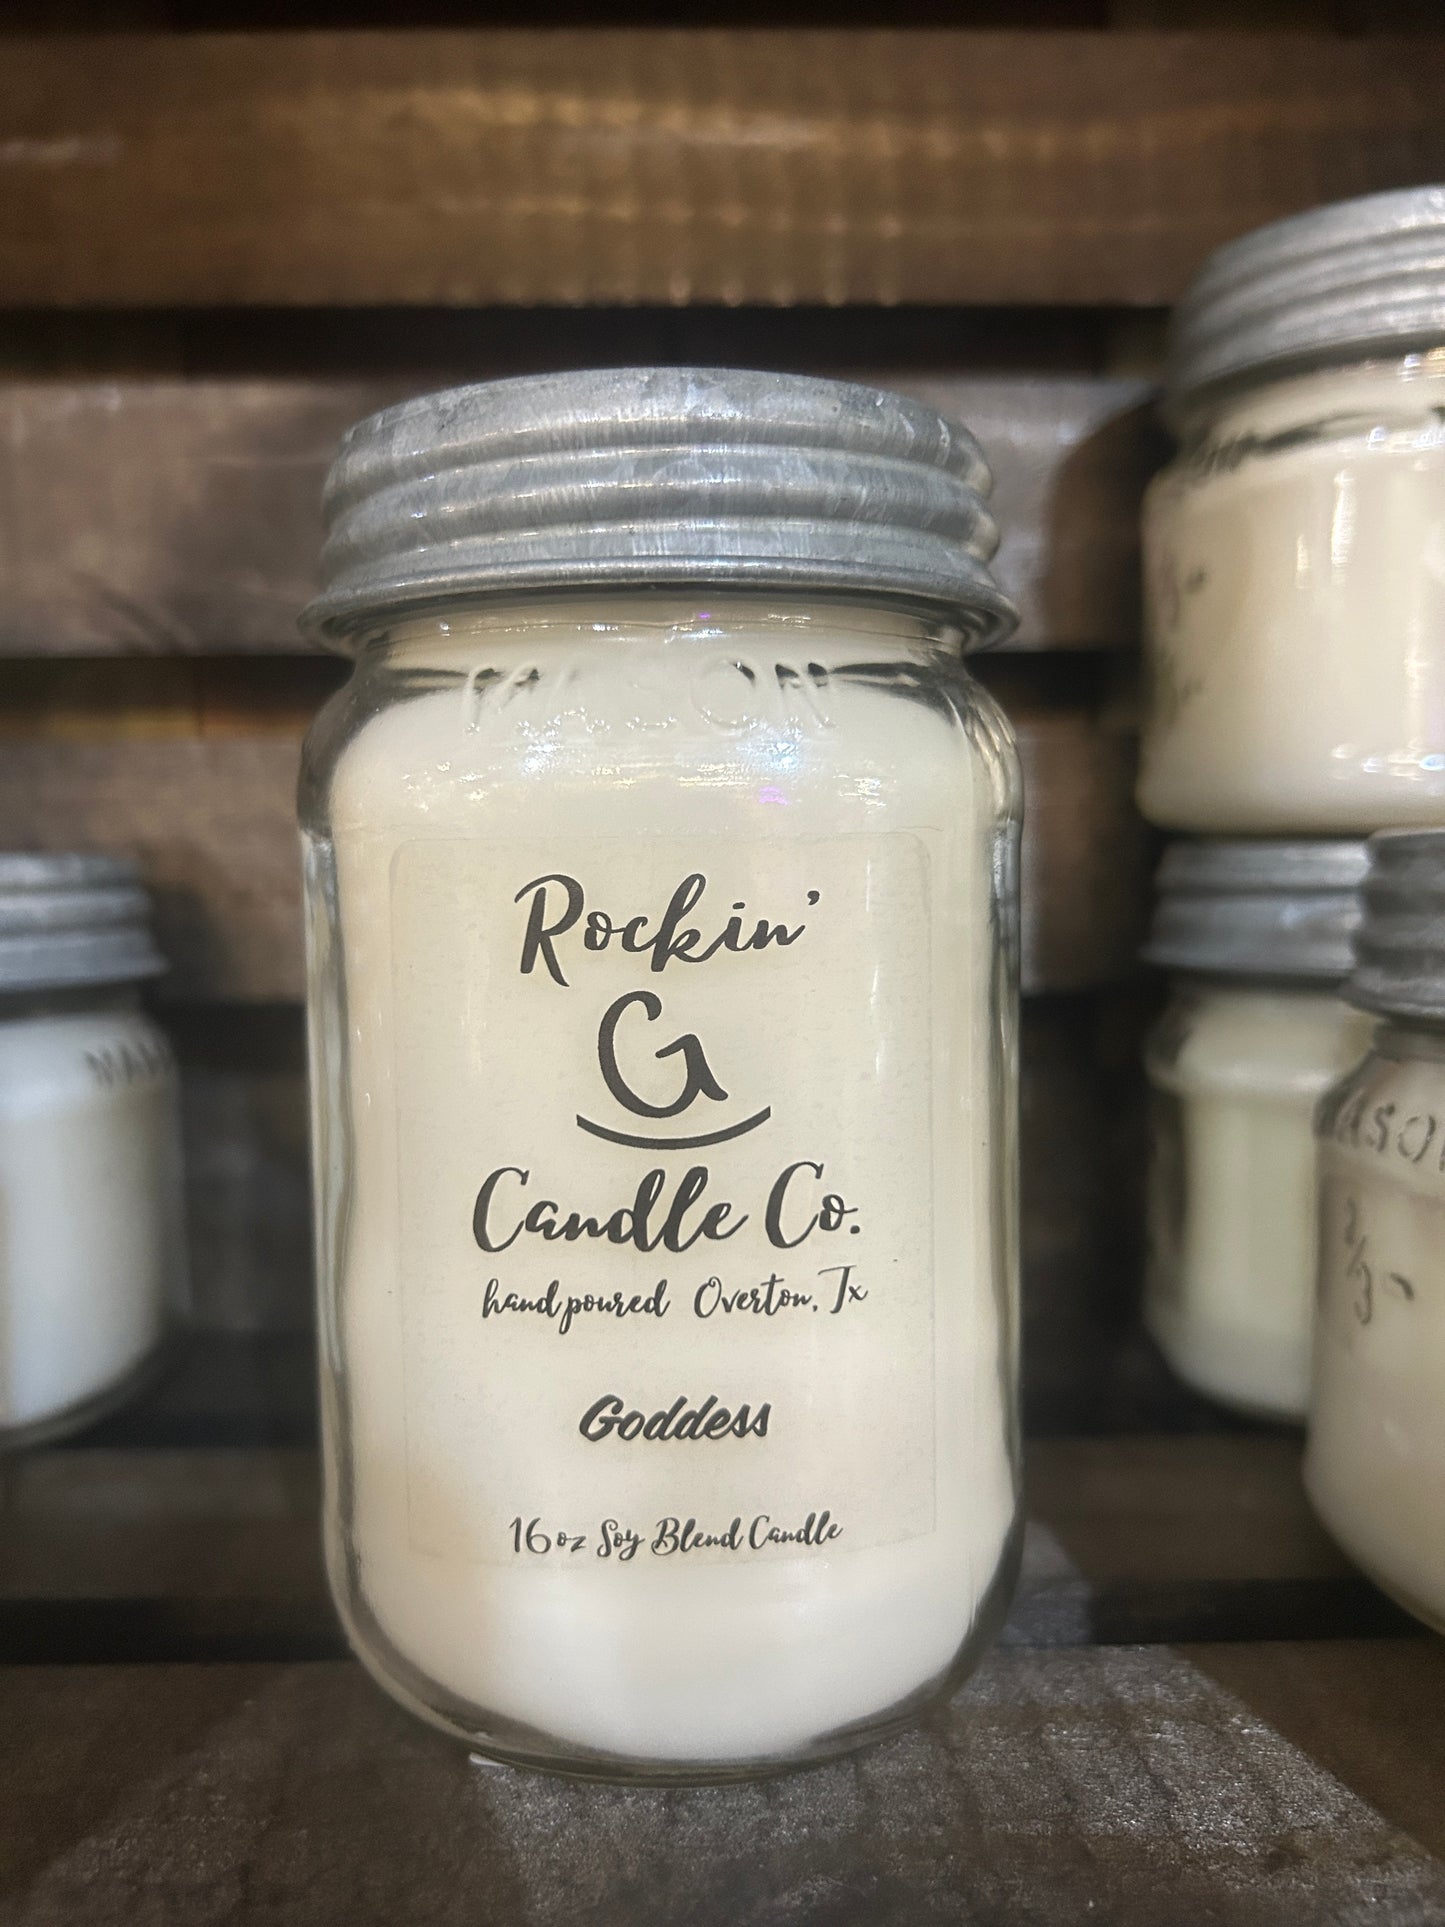 MASON
Rockin'
G
Candle Co.
hand poured Overton, Tx
Goddess
16 oz Soy Blend Candle